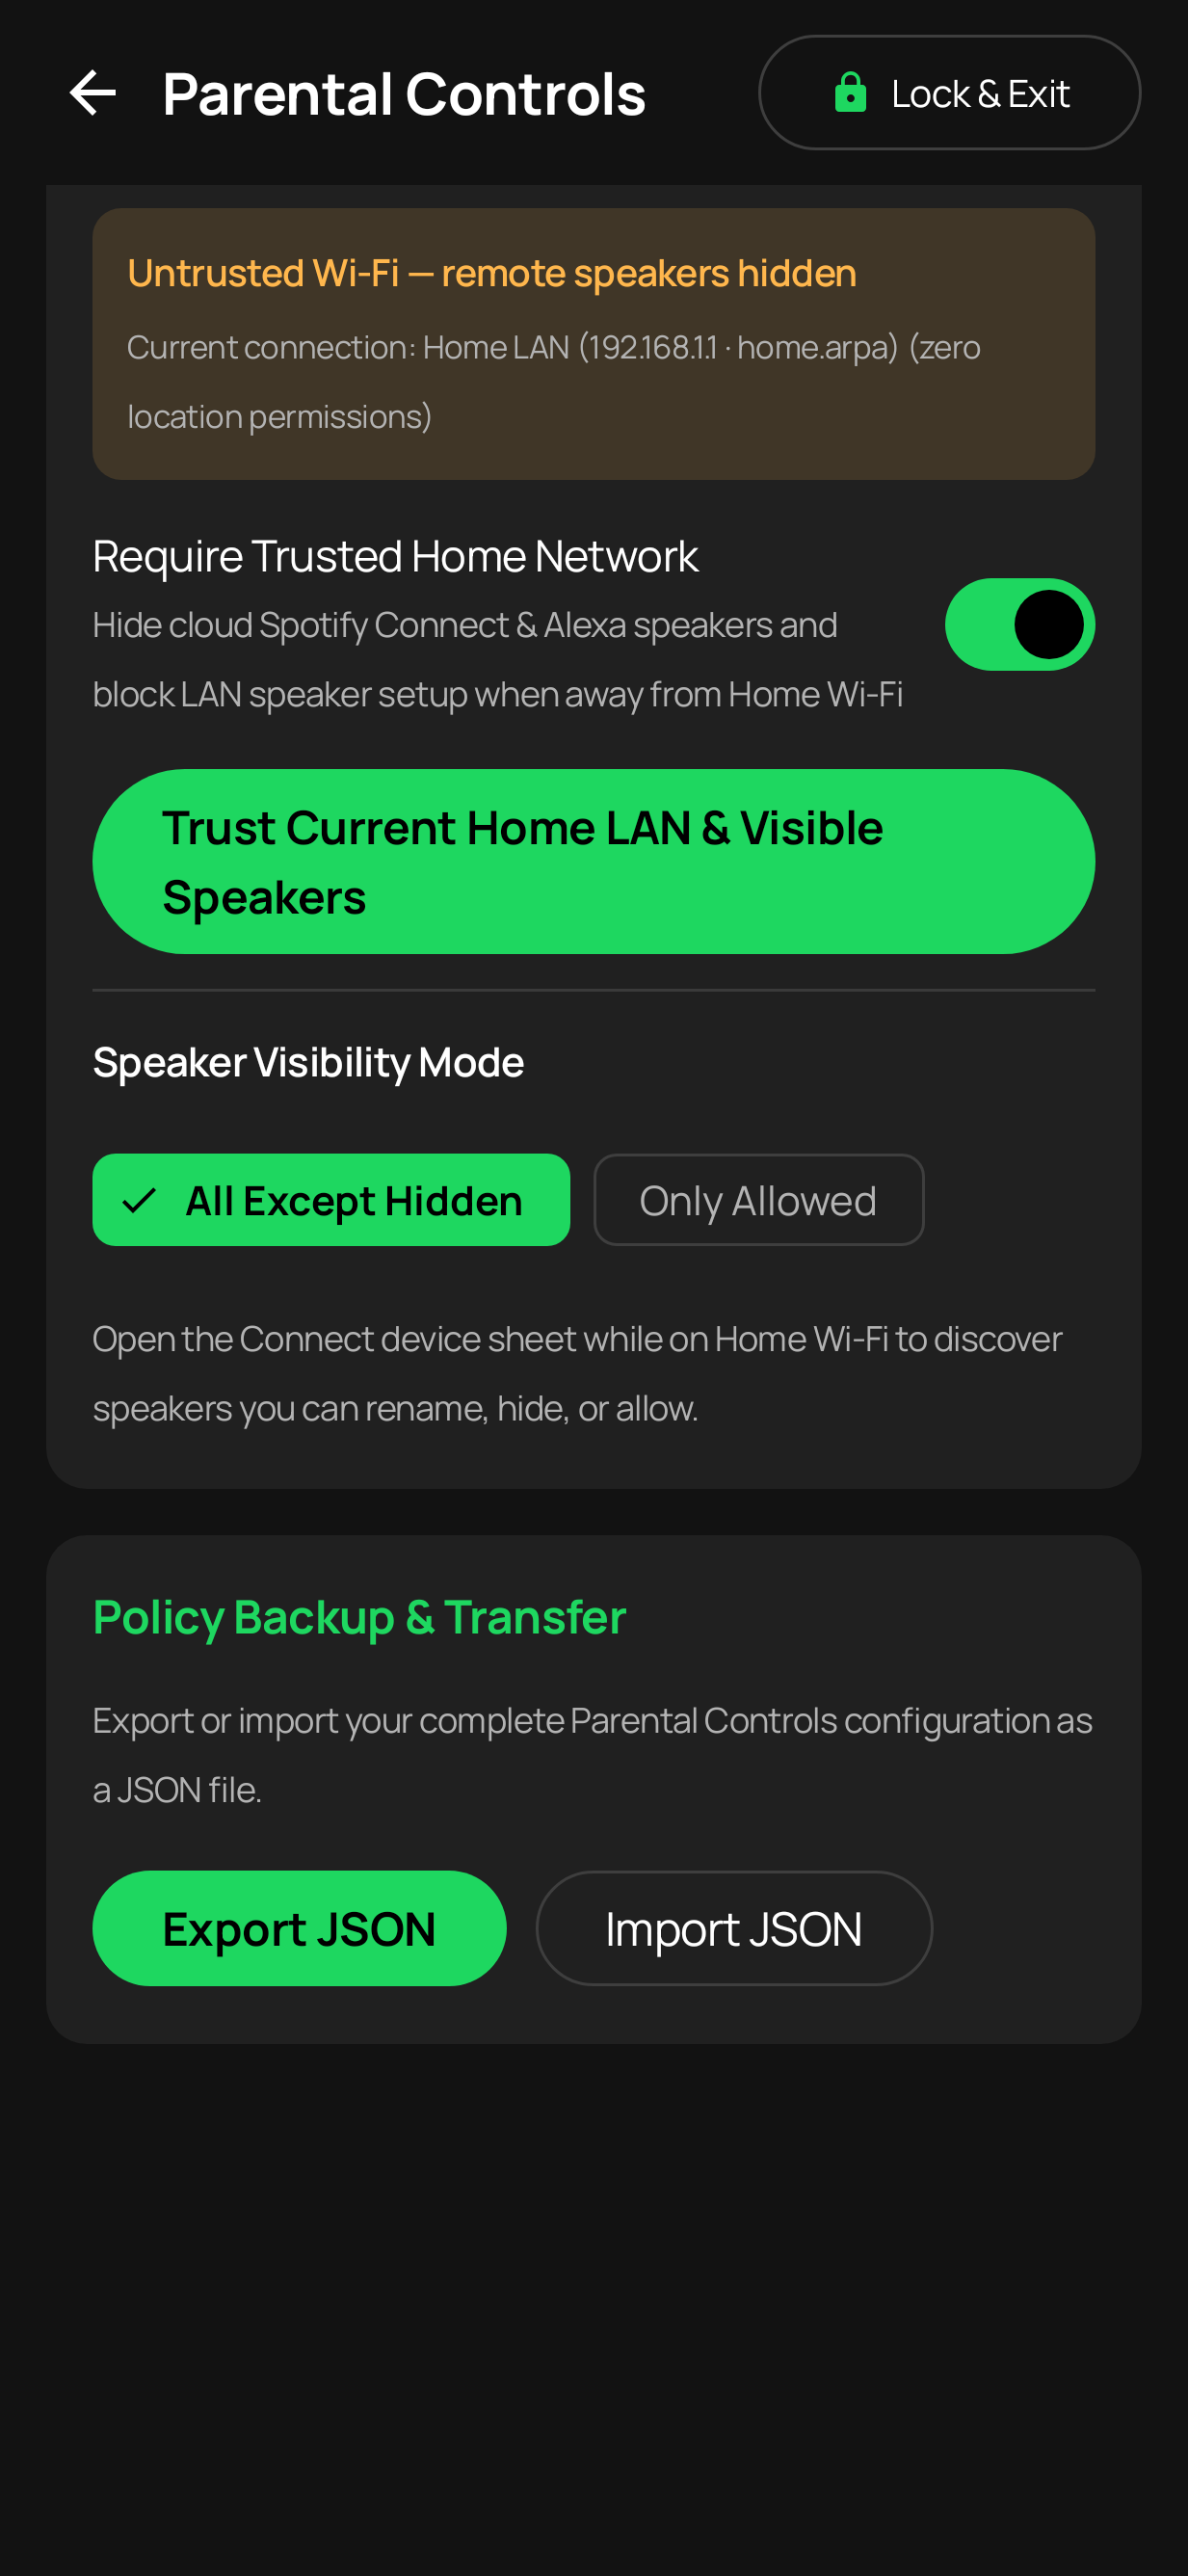 Parental Controls
Lock & Exit
Untrusted Wi-Fi — remote speakers hidden
Current connection: Home LAN (192.168.1.1 · home.arpa) (zero
location permissions)
Require Trusted Home Network
Hide cloud Spotify Connect & Alexa speakers and
block LAN speaker setup when away from Home Wi-Fi
Trust Current Home LAN & Visible
Speakers
Speaker Visibility Mode
All Except Hidden
Only Allowed
Open the Connect device sheet while on Home Wi-Fi to discover
speakers you can rename, hide, or allow.
Policy Backup & Transfer
Export or import your complete Parental Controls configuration as
a JSON file.
Export JSON
Import JSON